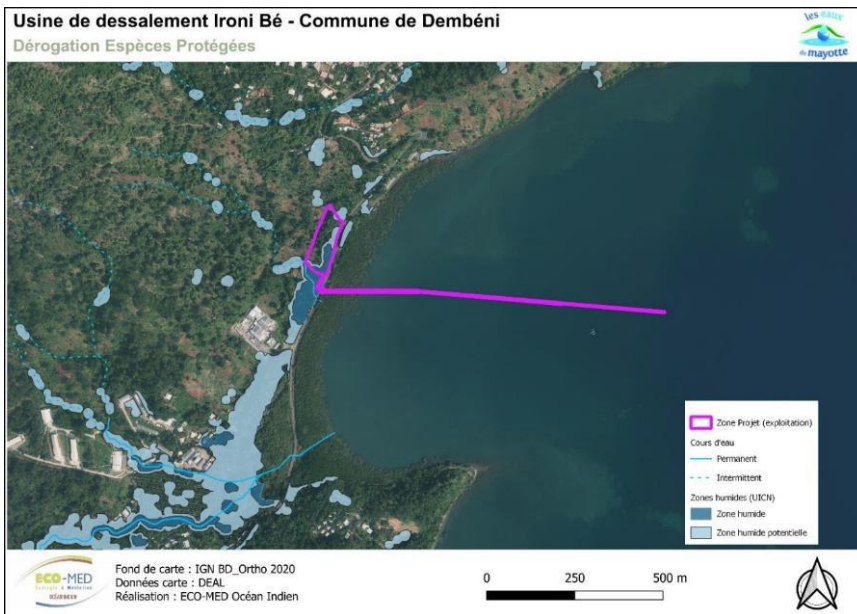 Usine de dessalement Ironi Bé - Commune de Dembéni
Dérogation Espèces Protégées
les eaux
de mayotte
Zone Projet (exploitation)
Cours d'eau
Permanent
Intermittent
Zones humides (UICN)
Zone humide
Zone humide potentielle
ECO-MED
OCÉAN INDIEN
Fond de carte : IGN BD_Ortho 2020
Données carte : DEAL
Réalisation : ECO-MED Océan Indien
0 250 500 m